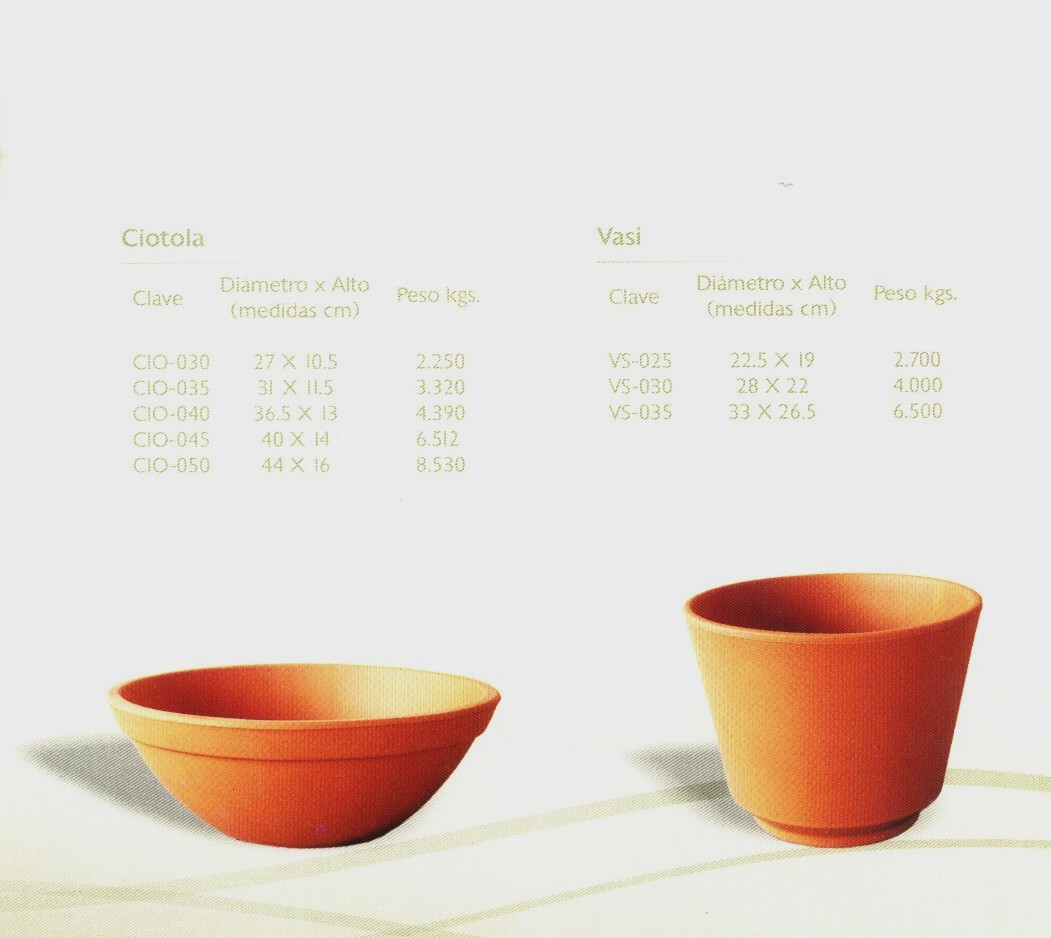 Ciotola
Clave Diámetro x Alto (medidas cm) Peso kgs.
CIO-030 27 X 10.5 2.250
CIO-035 31 X 11.5 3.320
CIO-040 36.5 X 13 4.390
CIO-045 40 X 14 6.512
CIO-050 44 X 16 8.530
Vasi
Clave Diámetro x Alto (medidas cm) Peso kgs.
VS-025 22.5 X 19 2.700
VS-030 28 X 22 4.000
VS-035 33 X 26.5 6.500